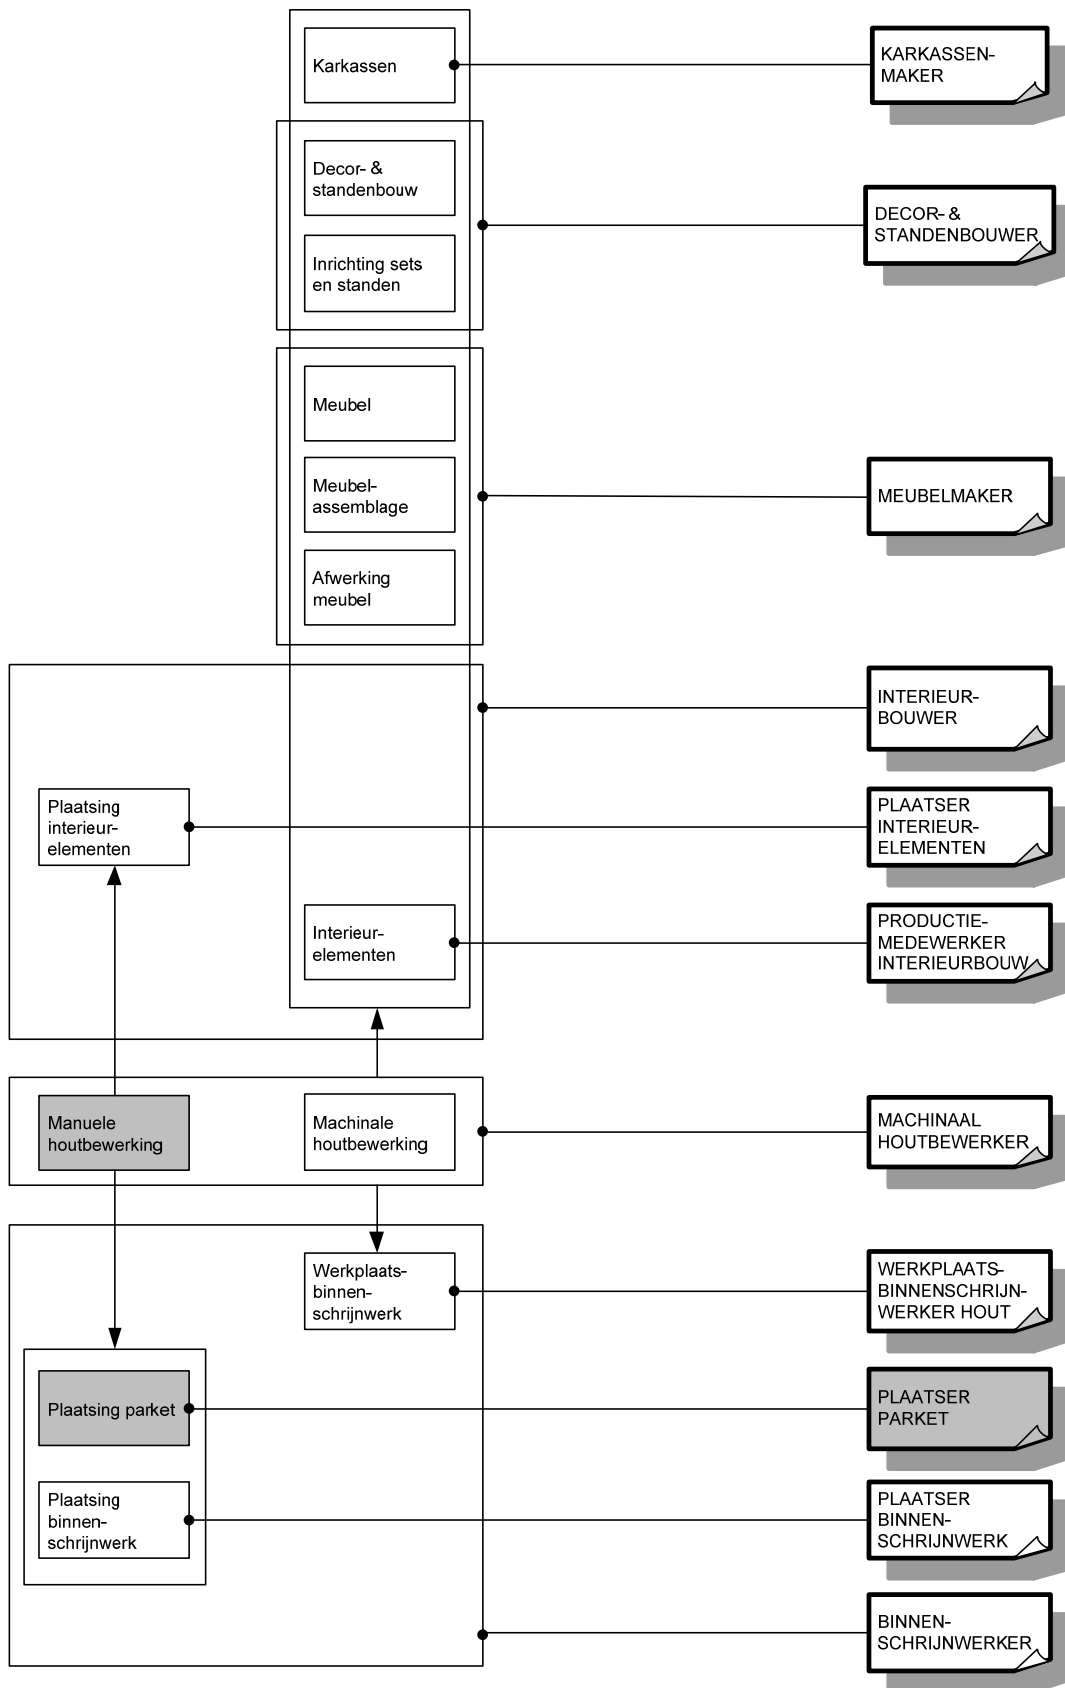 Karkassen
KARKASSEN-
MAKER
Decor- &
standenbouw
DECOR- &
STANDENBOUWER
Inrichting sets
en standen
Meubel
Meubel-
assemblage
MEUBELMAKER
Afwerking
meubel
INTERIEUR-
BOUWER
Plaatsing
interieur-
elementen
PLAATSER
INTERIEUR-
ELEMENTEN
Interieur-
elementen
PRODUCTIE-
MEDEWERKER
INTERIEURBOUW
Manuele
houtbewerking
Machinale
houtbewerking
MACHINAAL
HOUTBEWERKER
Werkplaats-
binnen-
schrijnwerk
WERKPLAATS-
BINNENSCHRIJN-
WERKER HOUT
Plaatsing parket
PLAATSER
PARKET
Plaatsing
binnen-
schrijnwerk
PLAATSER
BINNEN-
SCHRIJNWERK
BINNEN-
SCHRIJNWERKER